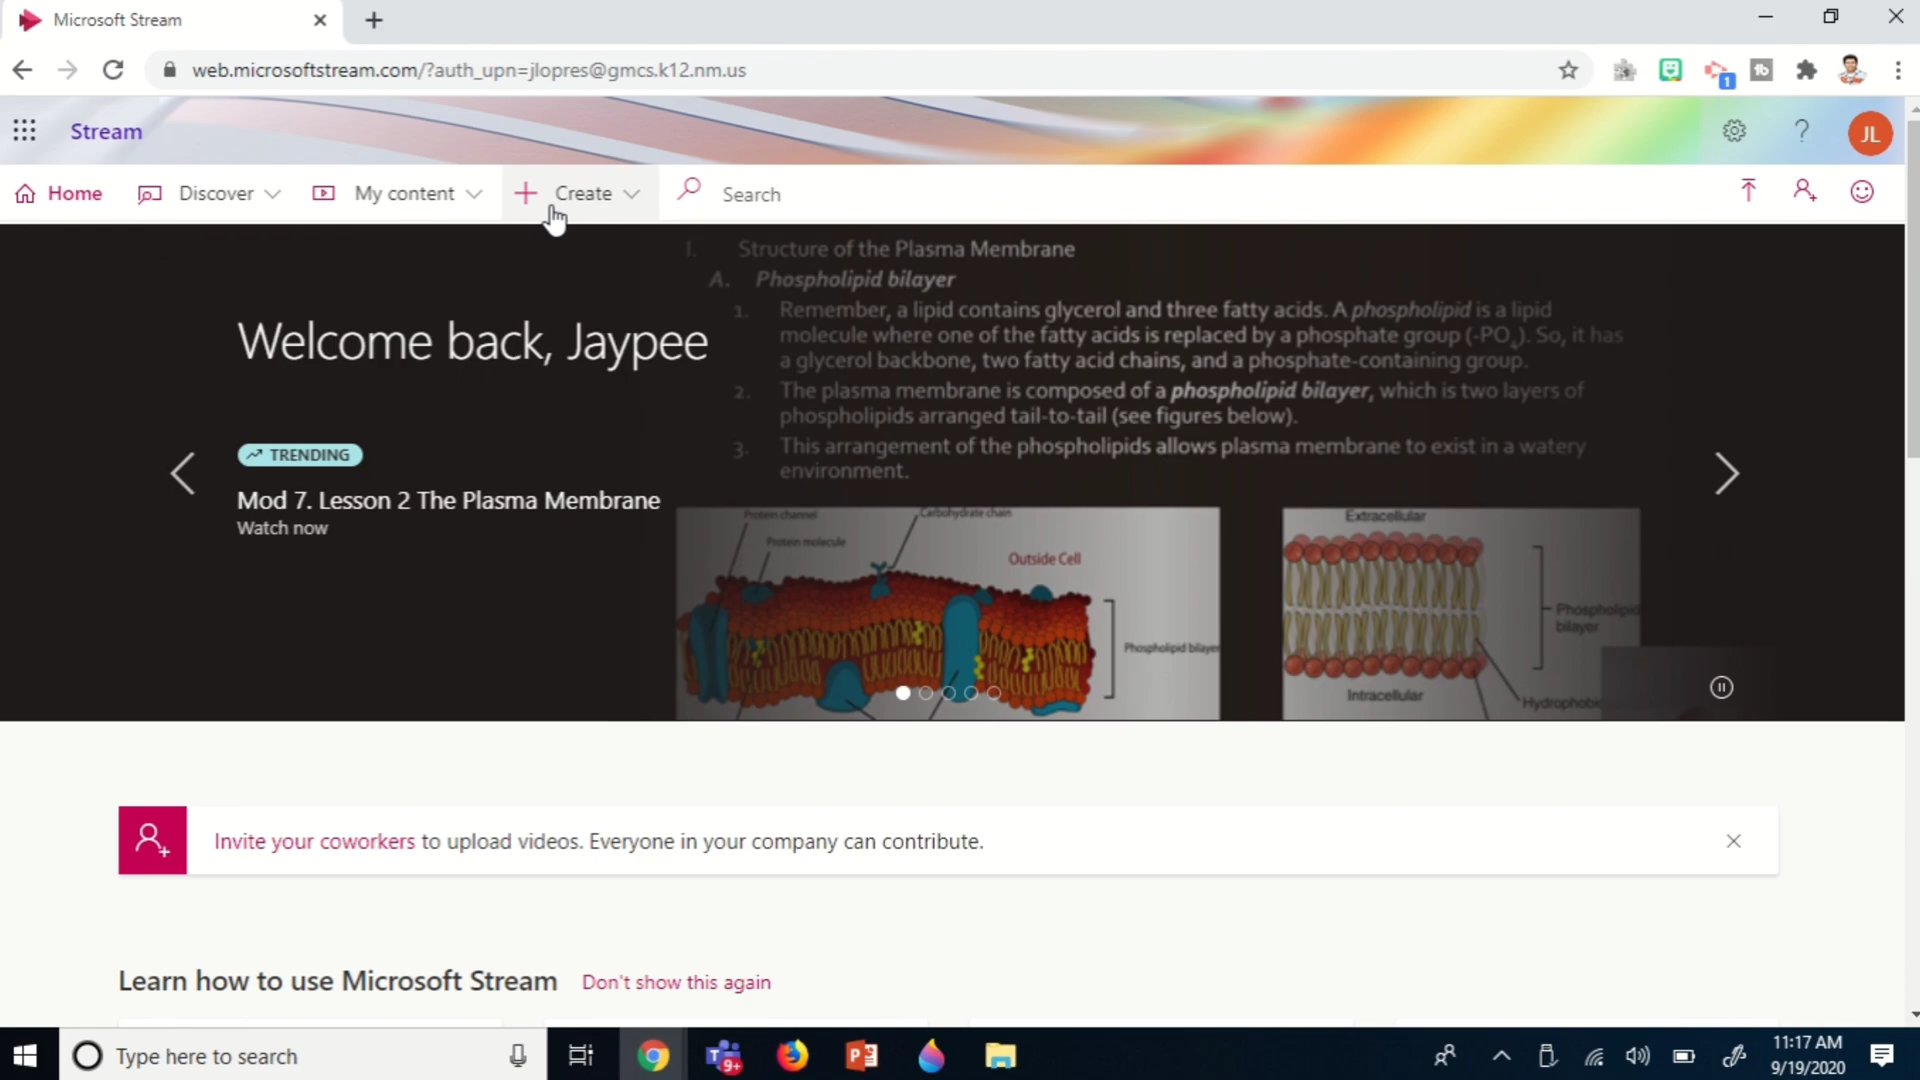 Microsoft Stream
web.microsoftstream.com/?auth_upn=jlopres@gmcs.k12.nm.us
1
Stream
JL
Home
Discover
My content
Create
Search
I. Structure of the Plasma Membrane
A. Phospholipid bilayer
1. Remember, a lipid contains glycerol and three fatty acids. A phospholipid is a lipid
molecule where one of the fatty acids is replaced by a phosphate group (-PO4). So, it has
a glycerol backbone, two fatty acid chains, and a phosphate-containing group.
2. The plasma membrane is composed of a phospholipid bilayer, which is two layers of
phospholipids arranged tail-to-tail (see figures below).
3. This arrangement of the phospholipids allows plasma membrane to exist in a watery
environment.
Welcome back, Jaypee
TRENDING
Mod 7. Lesson 2 The Plasma Membrane
Watch now
Protein channel
Carbohydrate chain
Protein molecule
Outside Cell
Phospholipid bilayer
Extracellular
Phospholipid
bilayer
Intracellular
Invite your coworkers to upload videos. Everyone in your company can contribute.
Learn how to use Microsoft Stream
Don't show this again
Type here to search
9+
11:17 AM
9/19/2020